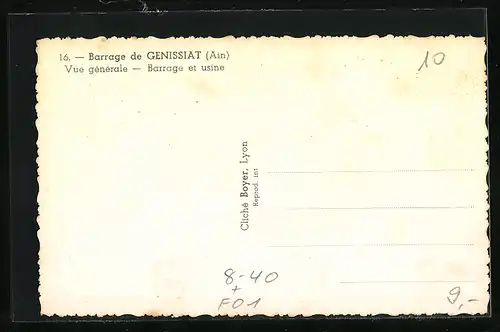 16. — Barrage de GENISSIAT (Ain)
Vue générale — Barrage et usine
10
Cliché Boyer, Lyon
Reprod. int
8-40
+
F01
9,-